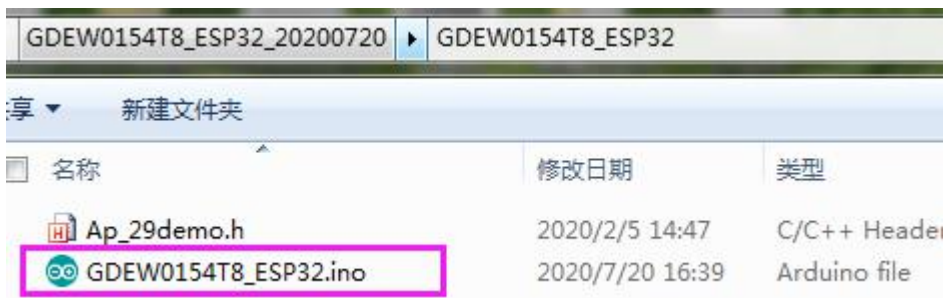 GDEW0154T8_ESP32_20200720 GDEW0154T8_ESP32
享 新建文件夹
名称 修改日期 类型
Ap_29demo.h 2020/2/5 14:47 C/C++ Header
GDEW0154T8_ESP32.ino 2020/7/20 16:39 Arduino file